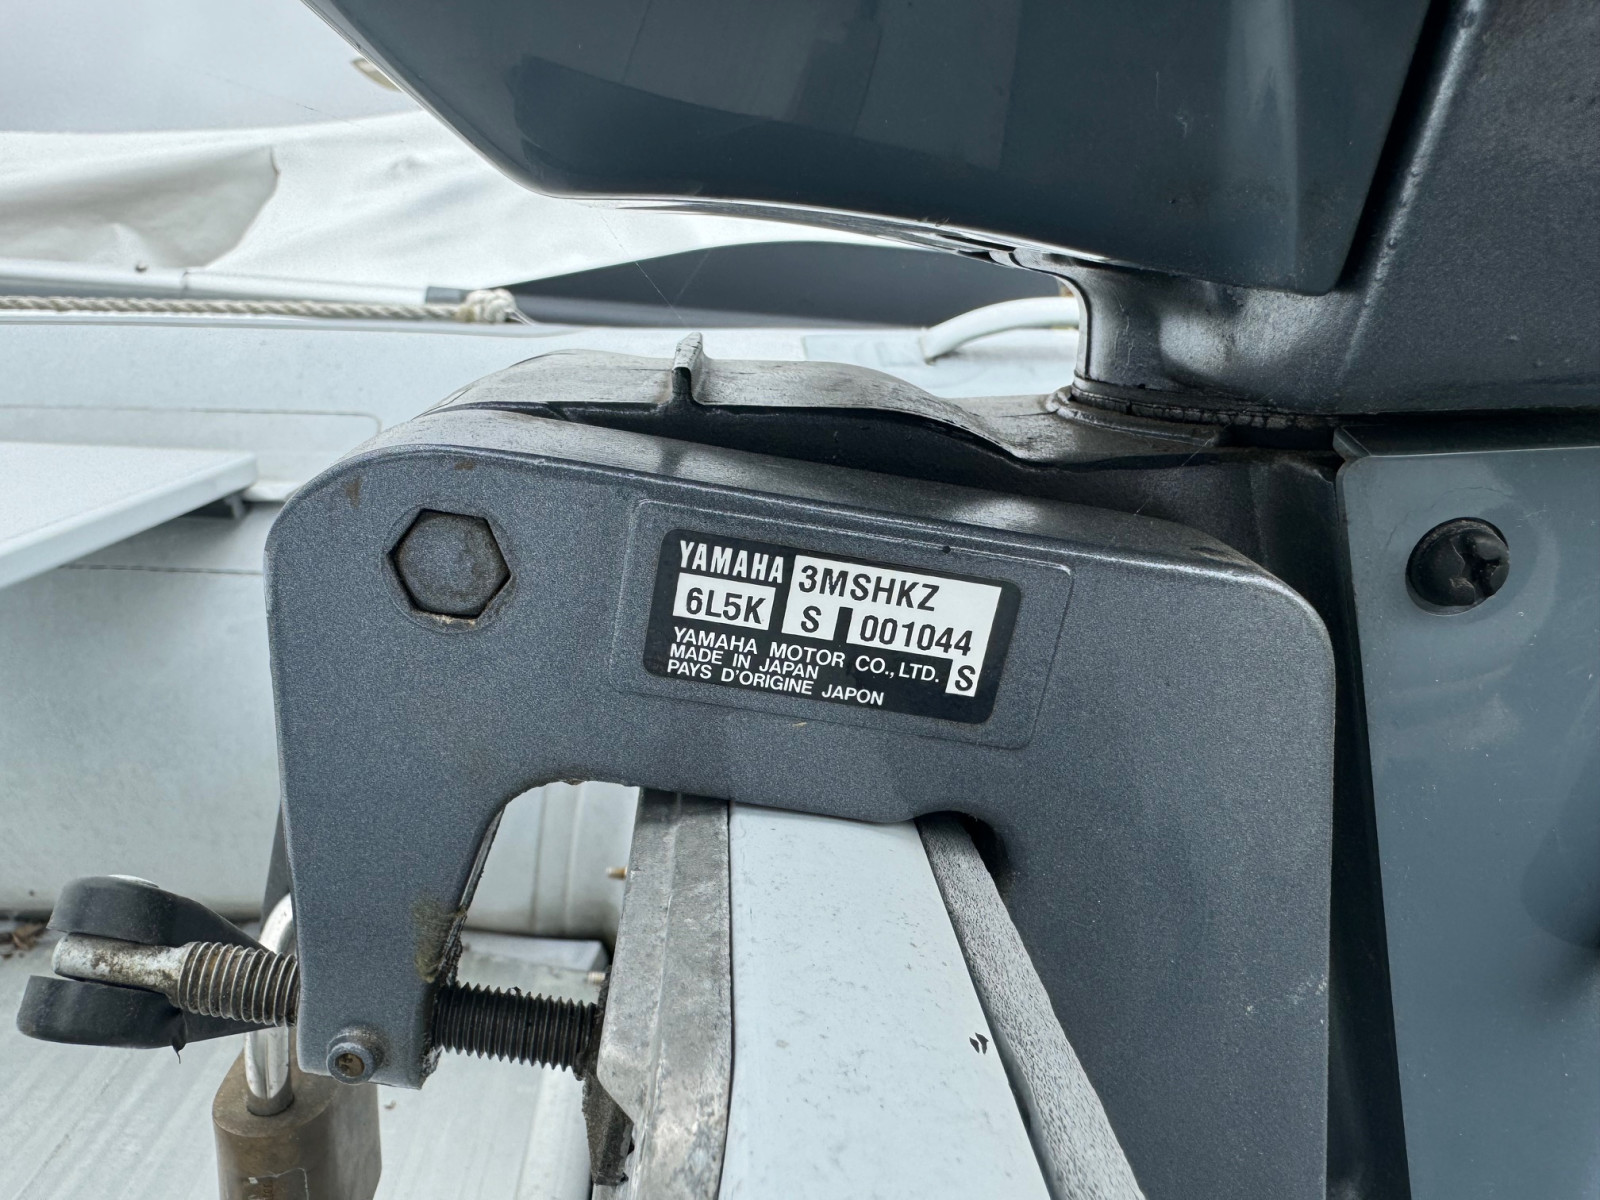 YAMAHA 3MSHKZ
6L5K S 001044
YAMAHA MOTOR CO., LTD. S
MADE IN JAPAN
PAYS D'ORIGINE JAPON